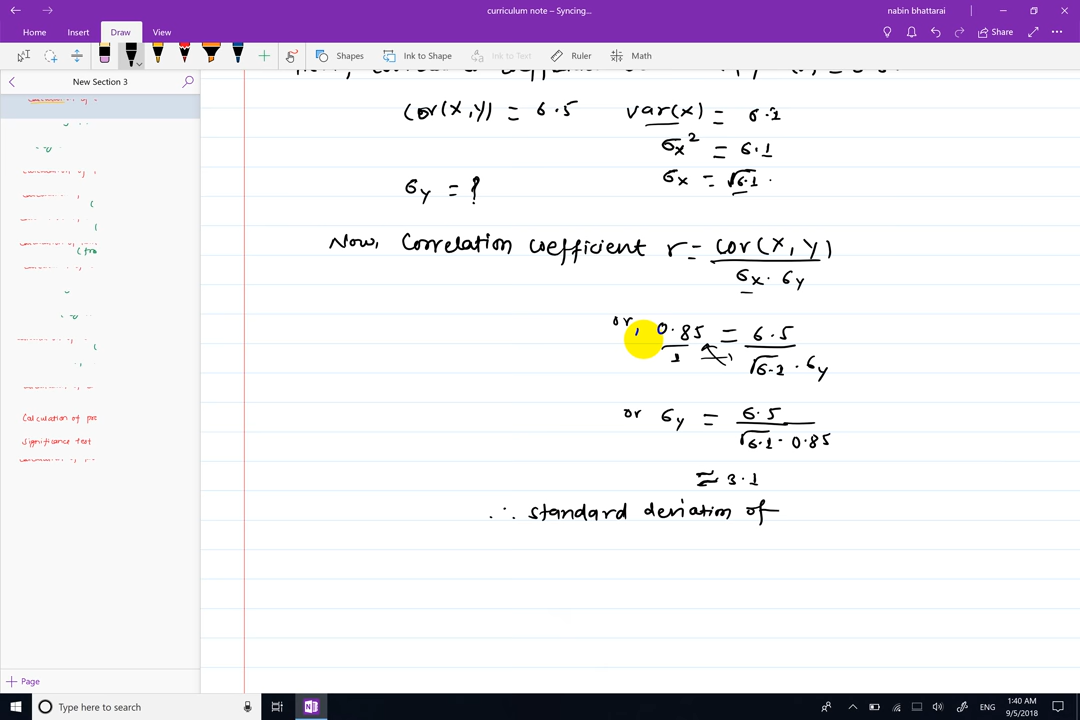 curriculum note – Syncing...
nabin bhattarai
Home Insert Draw View
Share
Shapes Ink to Shape Ink to Text Ruler Math
New Section 3
cor(X,Y) = 6.5 var(X) = 6.1
σx² = 6.1
σy = ? σx = √6.1
Now, Correlation coefficient r = cor(X,Y)
σx · σy
or, 0.85 = 6.5
1 √6.1 · σy
or σy = 6.5
√6.1 · 0.85
≈ 3.1
∴ standard deviation of
Calculation of pre
Significance test
Page
Type here to search
ENG
1:40 AM
9/5/2018